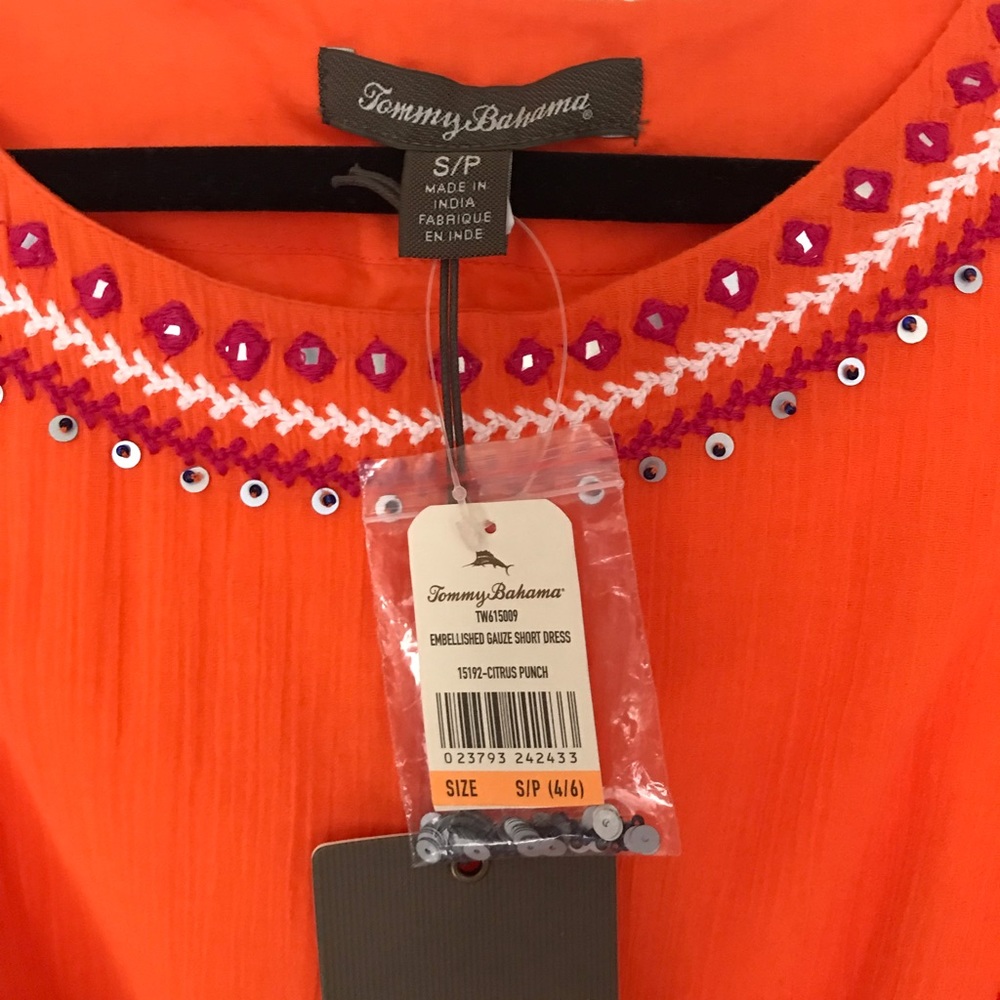 Tommy Bahama®
S/P
MADE IN
INDIA
FABRIQUE
EN INDE
Tommy Bahama®
TW615009
EMBELLISHED GAUZE SHORT DRESS
15192-CITRUS PUNCH
0 23793 242433
SIZE S/P (4/6)